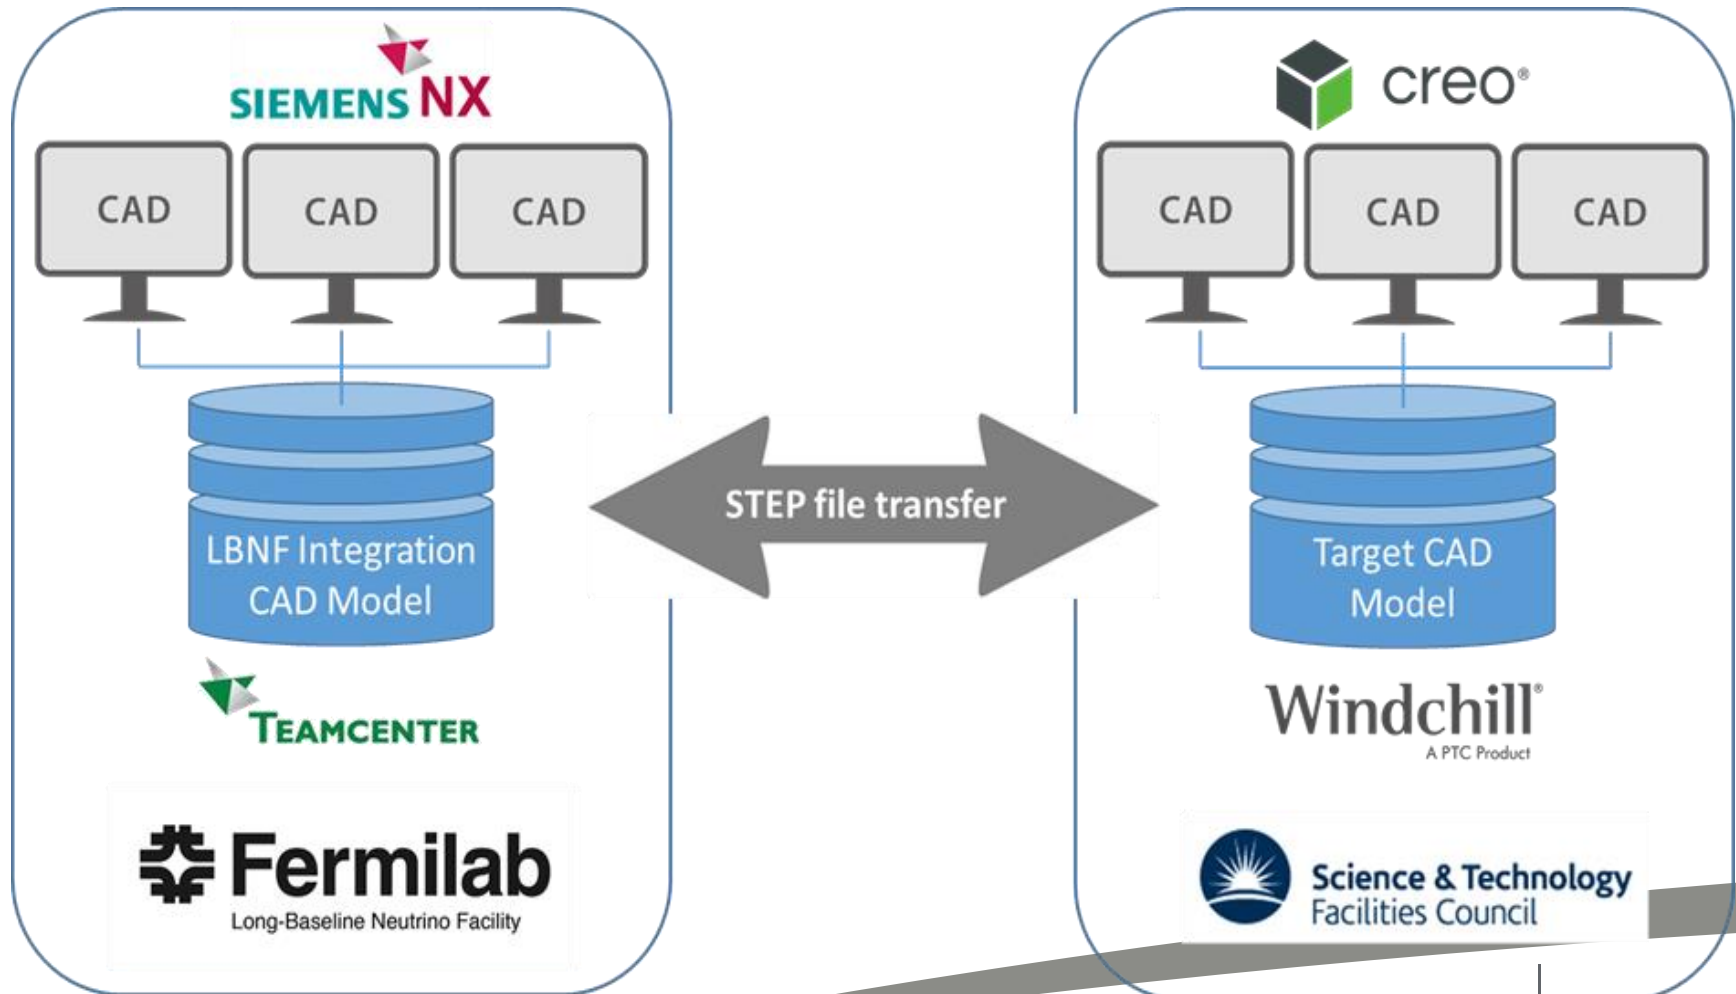 SIEMENS NX
CAD
CAD
CAD
LBNF Integration
CAD Model
TEAMCENTER
Fermilab
Long-Baseline Neutrino Facility
STEP file transfer
creo®
CAD
CAD
CAD
Target CAD
Model
Windchill®
A PTC Product
Science & Technology
Facilities Council